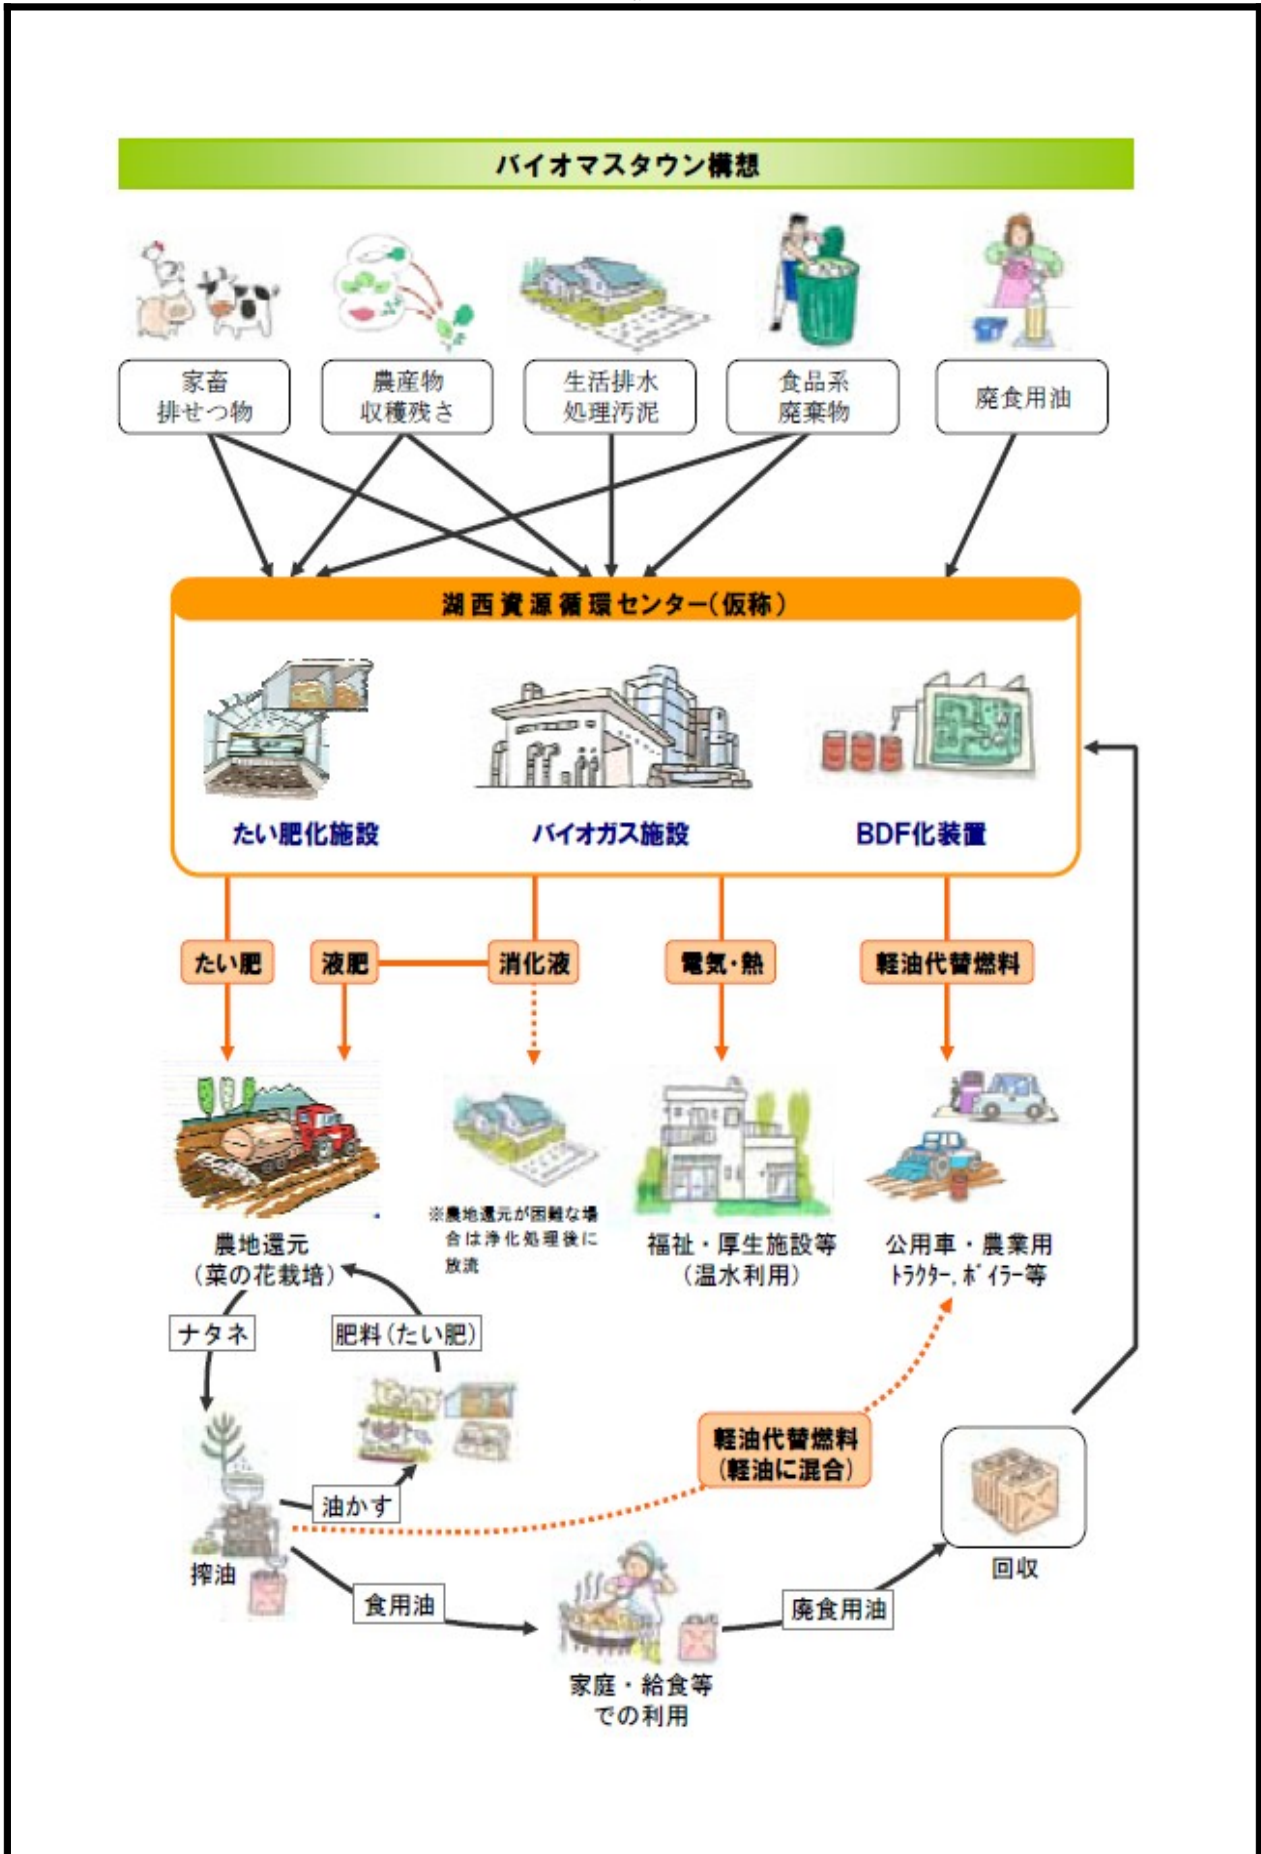 バイオマスタウン構想
家畜
排せつ物
農産物
収穫残さ
生活排水
処理汚泥
食品系
廃棄物
廃食用油
湖西資源循環センター(仮称)
たい肥化施設
バイオガス施設
BDF化装置
たい肥
液肥
消化液
電気・熱
軽油代替燃料
農地還元
(菜の花栽培)
※農地還元が困難な場
合は浄化処理後に
放流
福祉・厚生施設等
(温水利用)
公用車・農業用
ﾄﾗｸﾀｰ,ﾎﾞｲﾗｰ等
ナタネ
肥料(たい肥)
軽油代替燃料
(軽油に混合)
油かす
搾油
食用油
廃食用油
回収
家庭・給食等
での利用